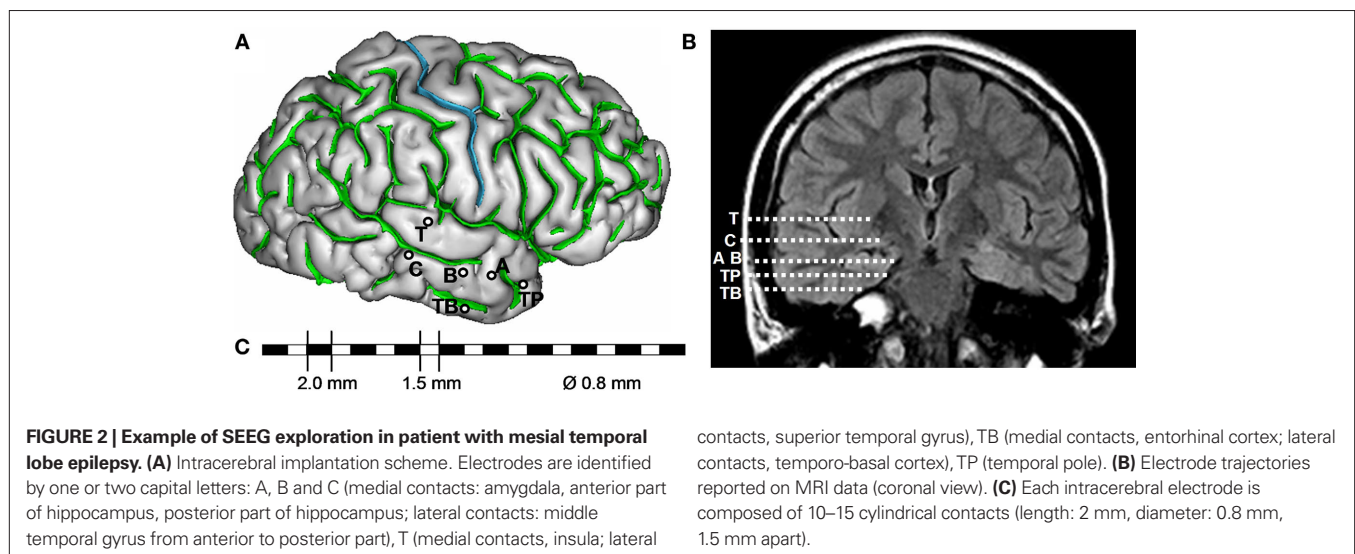 A
T
C
B
A
TB
TP
C
2.0 mm
1.5 mm
Ø 0.8 mm
B
T
C
A B
TP
TB
FIGURE 2 | Example of SEEG exploration in patient with mesial temporal
lobe epilepsy. (A) Intracerebral implantation scheme. Electrodes are identified
by one or two capital letters: A, B and C (medial contacts: amygdala, anterior part
of hippocampus, posterior part of hippocampus; lateral contacts: middle
temporal gyrus from anterior to posterior part), T (medial contacts, insula; lateral
contacts, superior temporal gyrus), TB (medial contacts, entorhinal cortex; lateral
contacts, temporo-basal cortex), TP (temporal pole). (B) Electrode trajectories
reported on MRI data (coronal view). (C) Each intracerebral electrode is
composed of 10–15 cylindrical contacts (length: 2 mm, diameter: 0.8 mm,
1.5 mm apart).